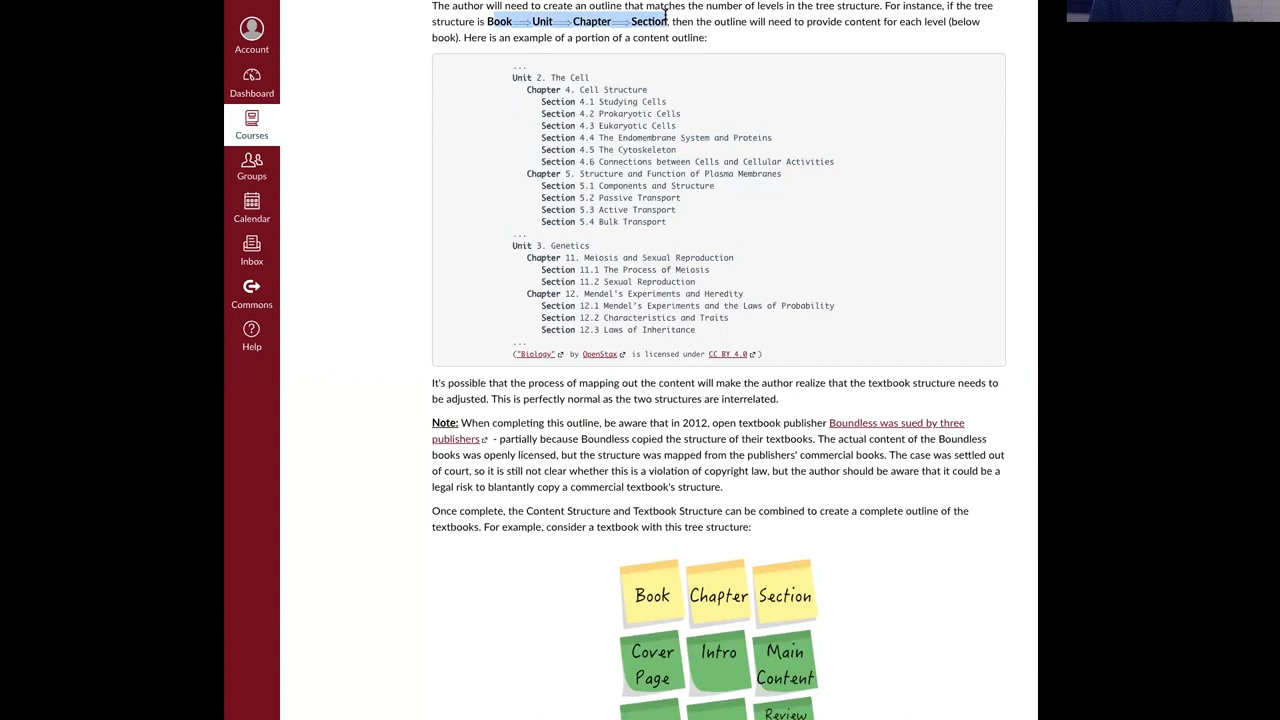 The author will need to create an outline that matches the number of levels in the tree structure. For instance, if the tree
structure is Book⟹Unit⟹Chapter⟹Section, then the outline will need to provide content for each level (below
book). Here is an example of a portion of a content outline:
Account
Dashboard
Courses
Groups
Calendar
Inbox
Commons
Help
...
Unit 2. The Cell
Chapter 4. Cell Structure
Section 4.1 Studying Cells
Section 4.2 Prokaryotic Cells
Section 4.3 Eukaryotic Cells
Section 4.4 The Endomembrane System and Proteins
Section 4.5 The Cytoskeleton
Section 4.6 Connections between Cells and Cellular Activities
Chapter 5. Structure and Function of Plasma Membranes
Section 5.1 Components and Structure
Section 5.2 Passive Transport
Section 5.3 Active Transport
Section 5.4 Bulk Transport
...
Unit 3. Genetics
Chapter 11. Meiosis and Sexual Reproduction
Section 11.1 The Process of Meiosis
Section 11.2 Sexual Reproduction
Chapter 12. Mendel's Experiments and Heredity
Section 12.1 Mendel's Experiments and the Laws of Probability
Section 12.2 Characteristics and Traits
Section 12.3 Laws of Inheritance
...
("Biology" by OpenStax is licensed under CC BY 4.0)
It's possible that the process of mapping out the content will make the author realize that the textbook structure needs to
be adjusted. This is perfectly normal as the two structures are interrelated.
Note: When completing this outline, be aware that in 2012, open textbook publisher Boundless was sued by three
publishers - partially because Boundless copied the structure of their textbooks. The actual content of the Boundless
books was openly licensed, but the structure was mapped from the publishers' commercial books. The case was settled out
of court, so it is still not clear whether this is a violation of copyright law, but the author should be aware that it could be a
legal risk to blantantly copy a commercial textbook's structure.
Once complete, the Content Structure and Textbook Structure can be combined to create a complete outline of the
textbooks. For example, consider a textbook with this tree structure:
Book Chapter Section
Cover Page
Intro
Main Content
Review